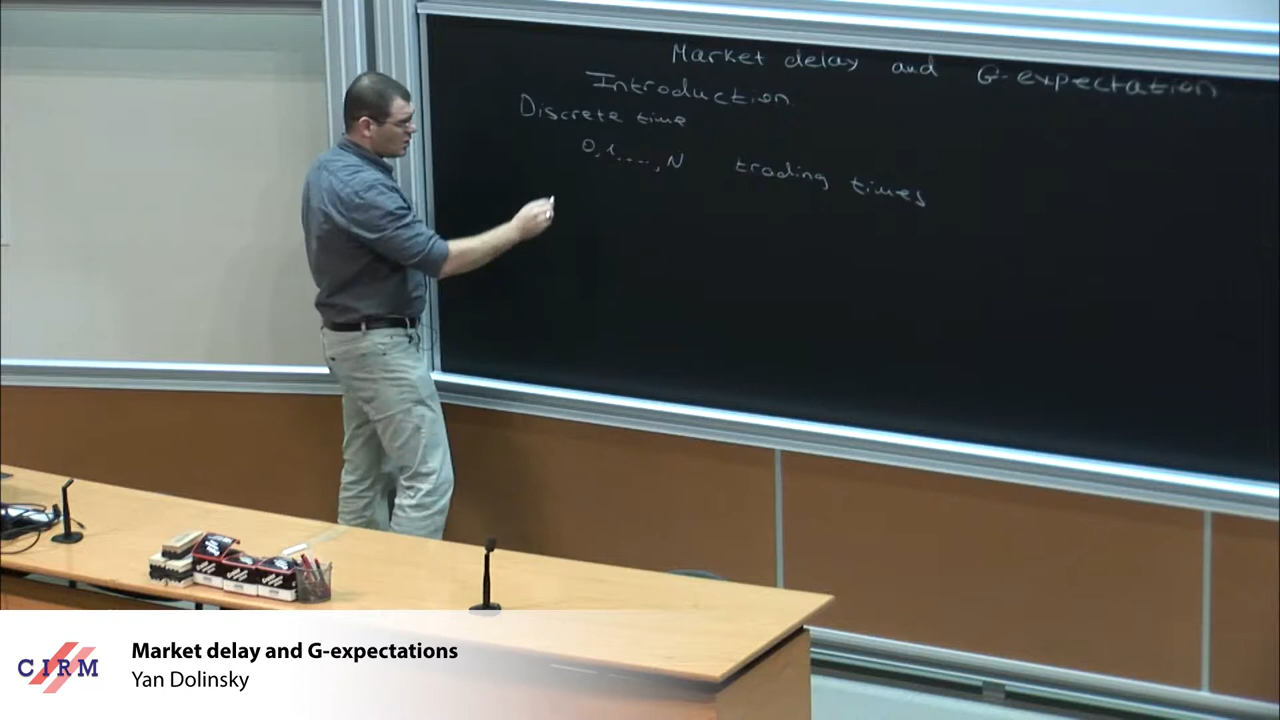 Market delay and G-expectation
Introduction
Discrete time
0,1,...., N trading times
CIRM
Market delay and G-expectations
Yan Dolinsky